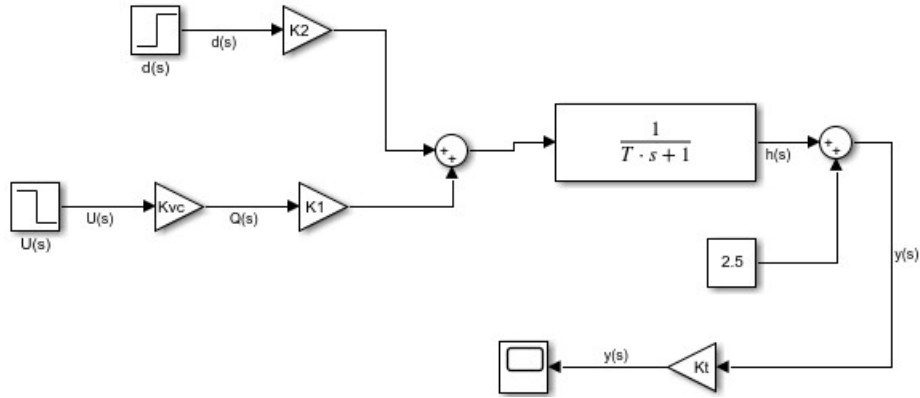 K2
d(s)
d(s)
+
+
1
T · s + 1
h(s)
+
+
Kvc
K1
U(s)
Q(s)
U(s)
2.5
y(s)
y(s)
Kt